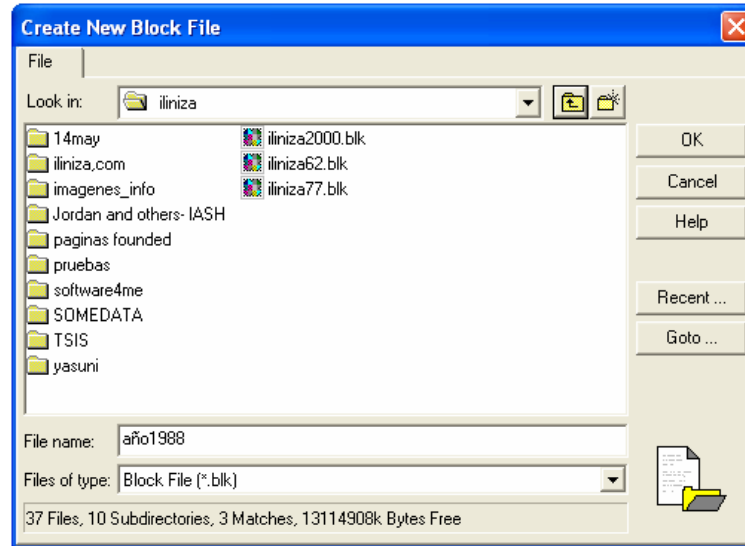 Create New Block File
File
Look in: iliniza
14may
iliniza,com
imagenes_info
Jordan and others- IASH
paginas founded
pruebas
software4me
SOMEDATA
TSIS
yasuni
iliniza2000.blk
iliniza62.blk
iliniza77.blk
OK
Cancel
Help
Recent ...
Goto ...
File name: año1988
Files of type: Block File (*.blk)
37 Files, 10 Subdirectories, 3 Matches, 13114908k Bytes Free